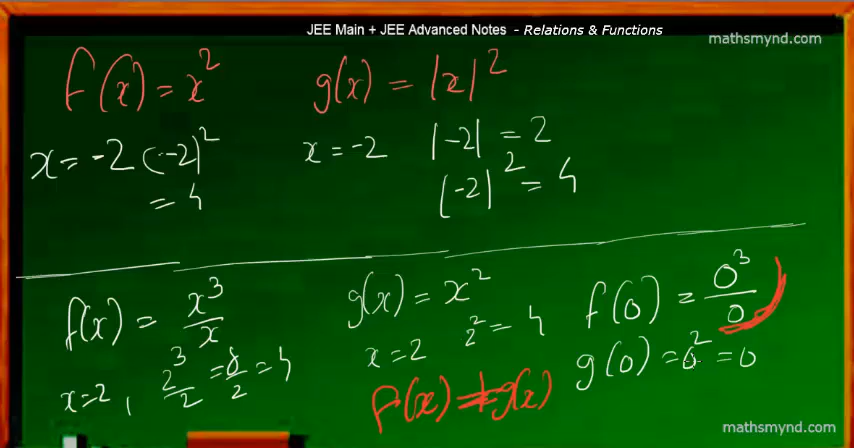 JEE Main + JEE Advanced Notes - Relations & Functions
mathsmynd.com
f(x) = x²
g(x) = |x|²
x = -2 (-2)²
= 4
x = -2 |-2| = 2
|-2|² = 4
f(x) = x³/x
g(x) = x²
f(0) = 0³/0
x=2, 2³/2 = 8/2 = 4
x=2 2² = 4
g(0) = 0² = 0
f(x) ≠ g(x)
mathsmynd.com